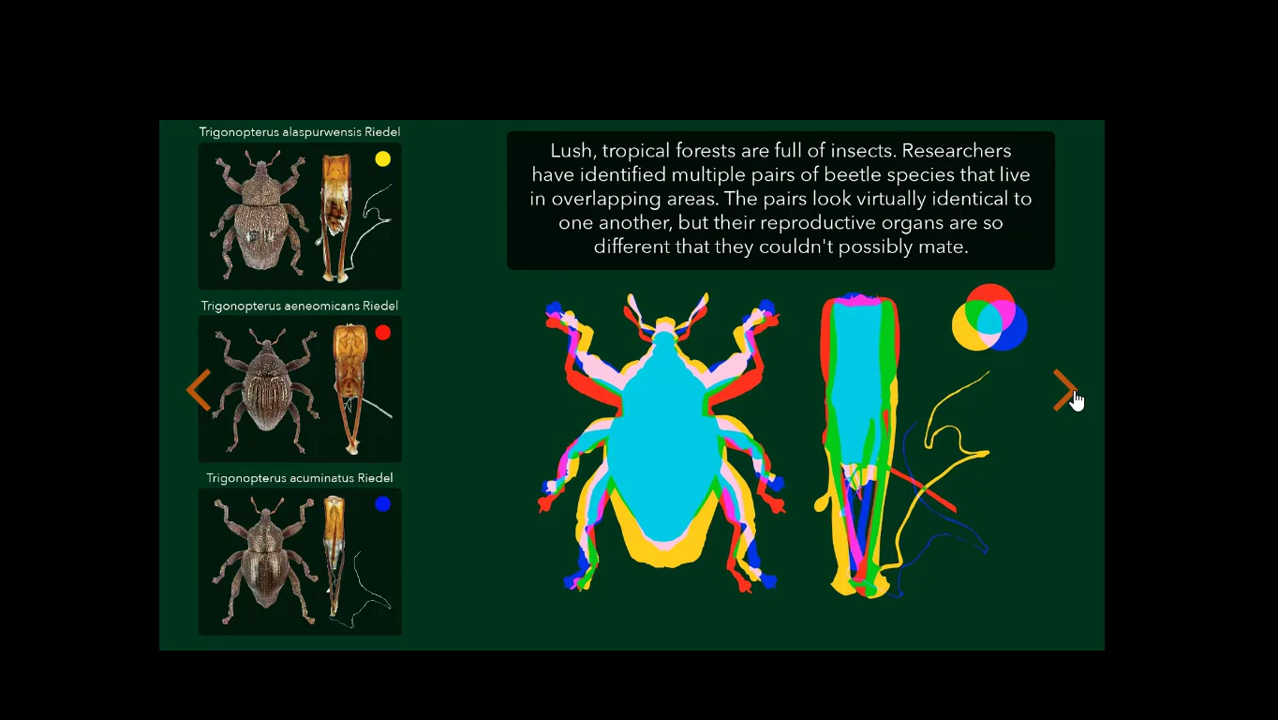 Trigonopterus alaspurwensis Riedel
Trigonopterus aeneomicans Riedel
Trigonopterus acuminatus Riedel
Lush, tropical forests are full of insects. Researchers
have identified multiple pairs of beetle species that live
in overlapping areas. The pairs look virtually identical to
one another, but their reproductive organs are so
different that they couldn't possibly mate.